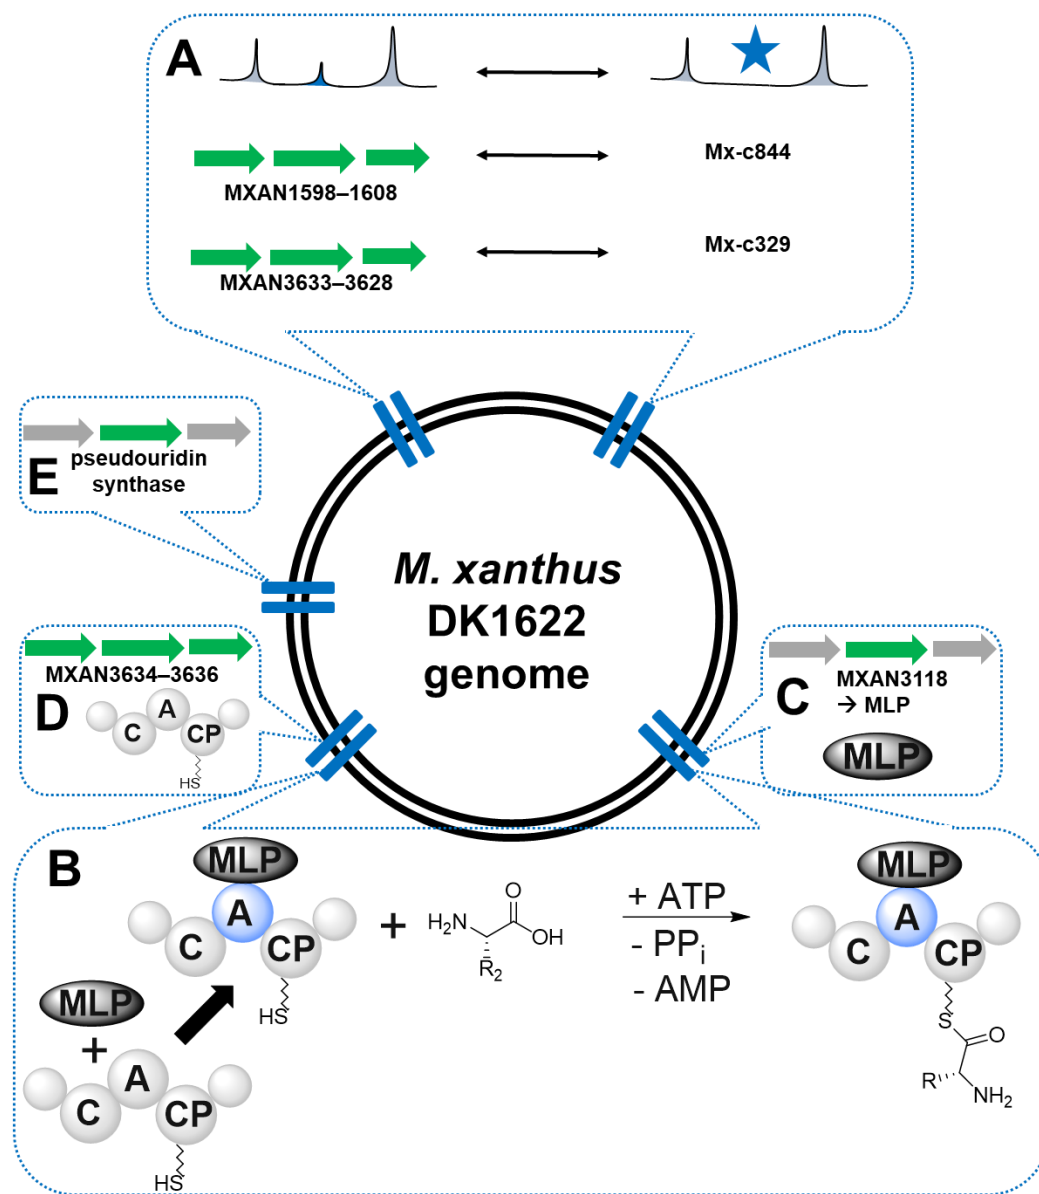 A
MXAN1598–1608
Mx-c844
MXAN3633–3628
Mx-c329
E
pseudouridin
synthase
M. xanthus
DK1622
genome
MXAN3634–3636
D
C
A
CP
HS
C
MXAN3118
→ MLP
MLP
B
MLP
A
C
CP
HS
+
H₂N
O
OH
R₂
+ ATP
- PPᵢ
- AMP
MLP
A
C
CP
S
O
R
NH₂
MLP
+
A
C
CP
HS